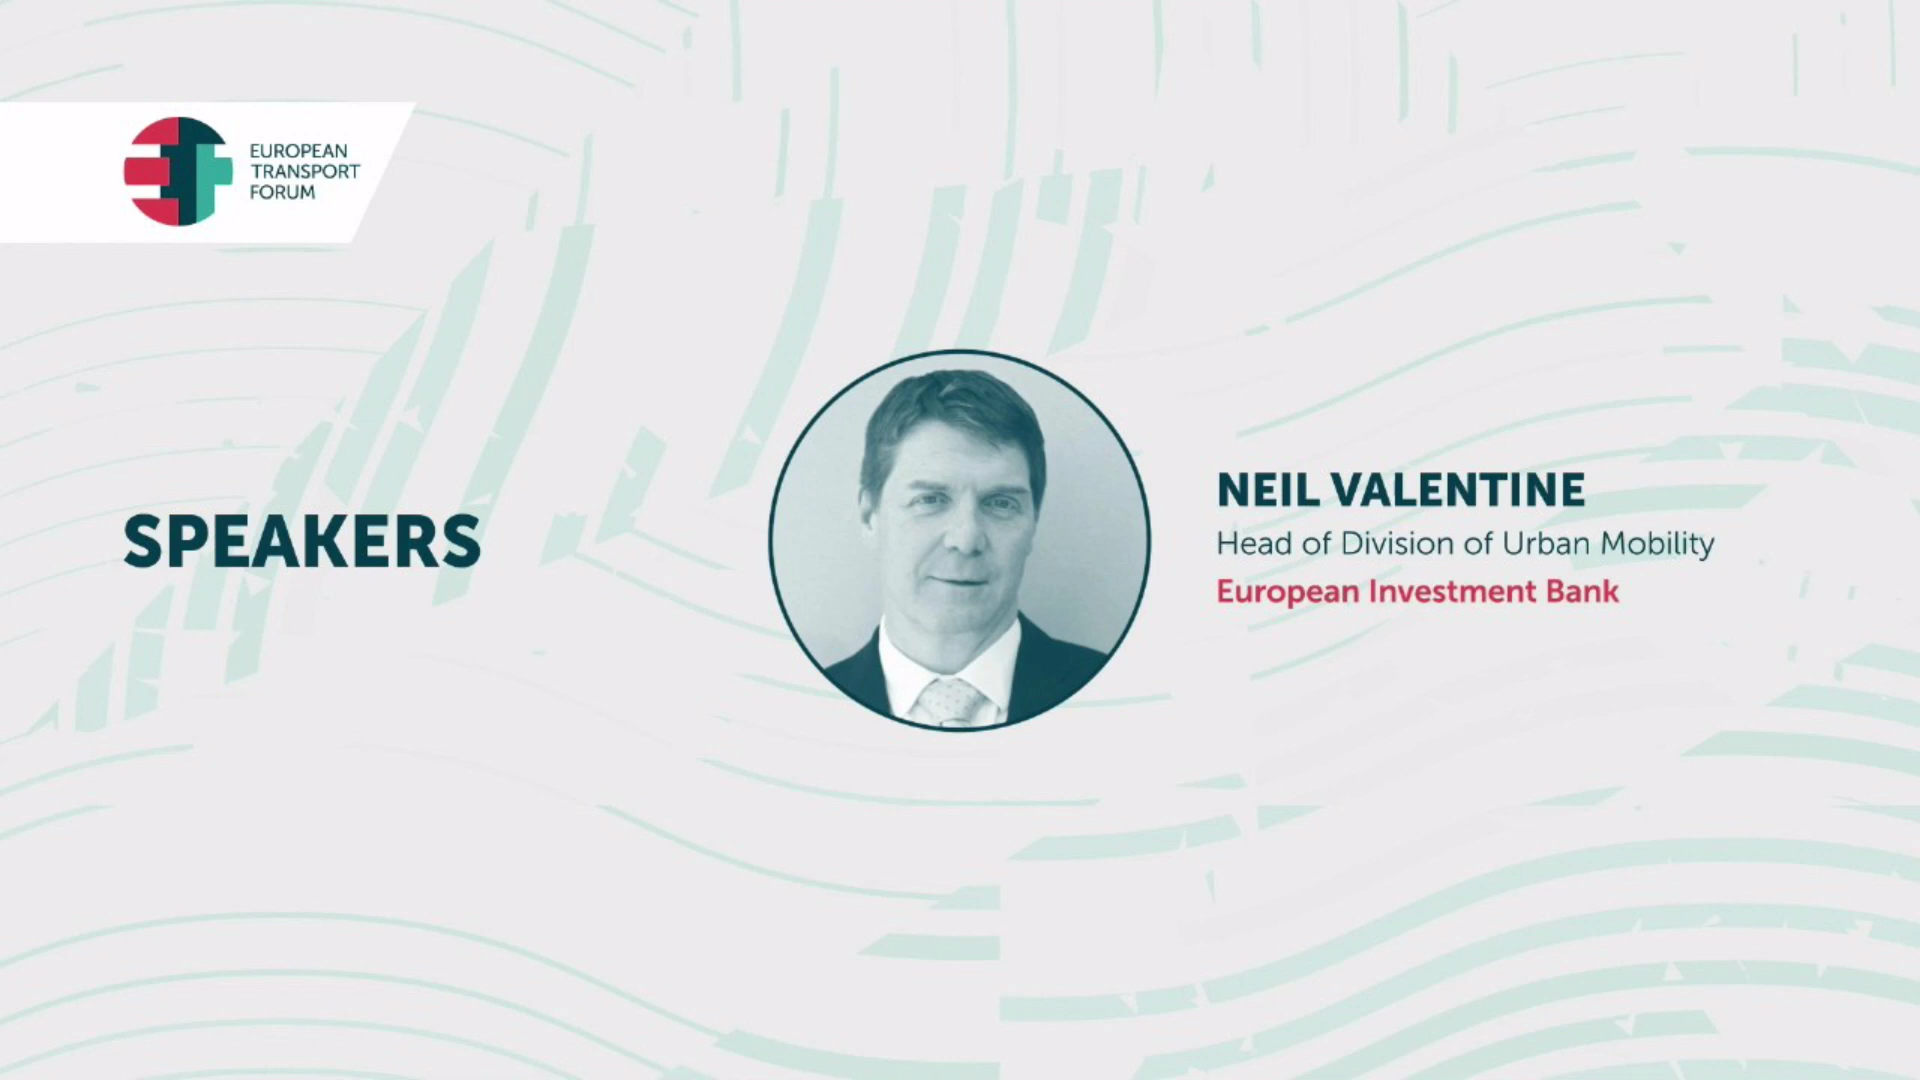 EUROPEAN
TRANSPORT
FORUM
SPEAKERS
NEIL VALENTINE
Head of Division of Urban Mobility
European Investment Bank